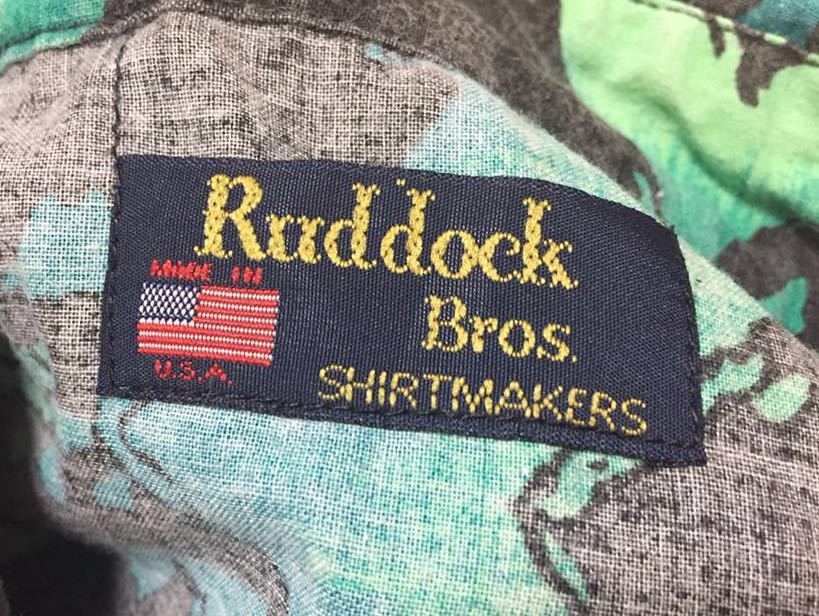 Ruddock
Bros.
SHIRTMAKERS
MADE IN
U.S.A.